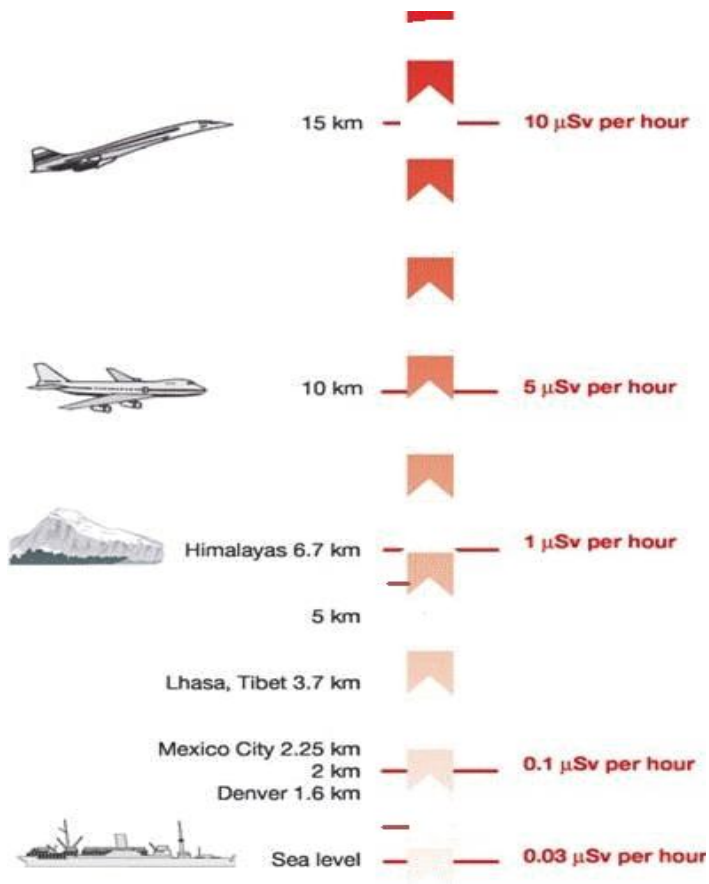 15 km 10 μSv per hour
10 km 5 μSv per hour
Himalayas 6.7 km 1 μSv per hour
5 km
Lhasa, Tibet 3.7 km
Mexico City 2.25 km
2 km 0.1 μSv per hour
Denver 1.6 km
Sea level 0.03 μSv per hour